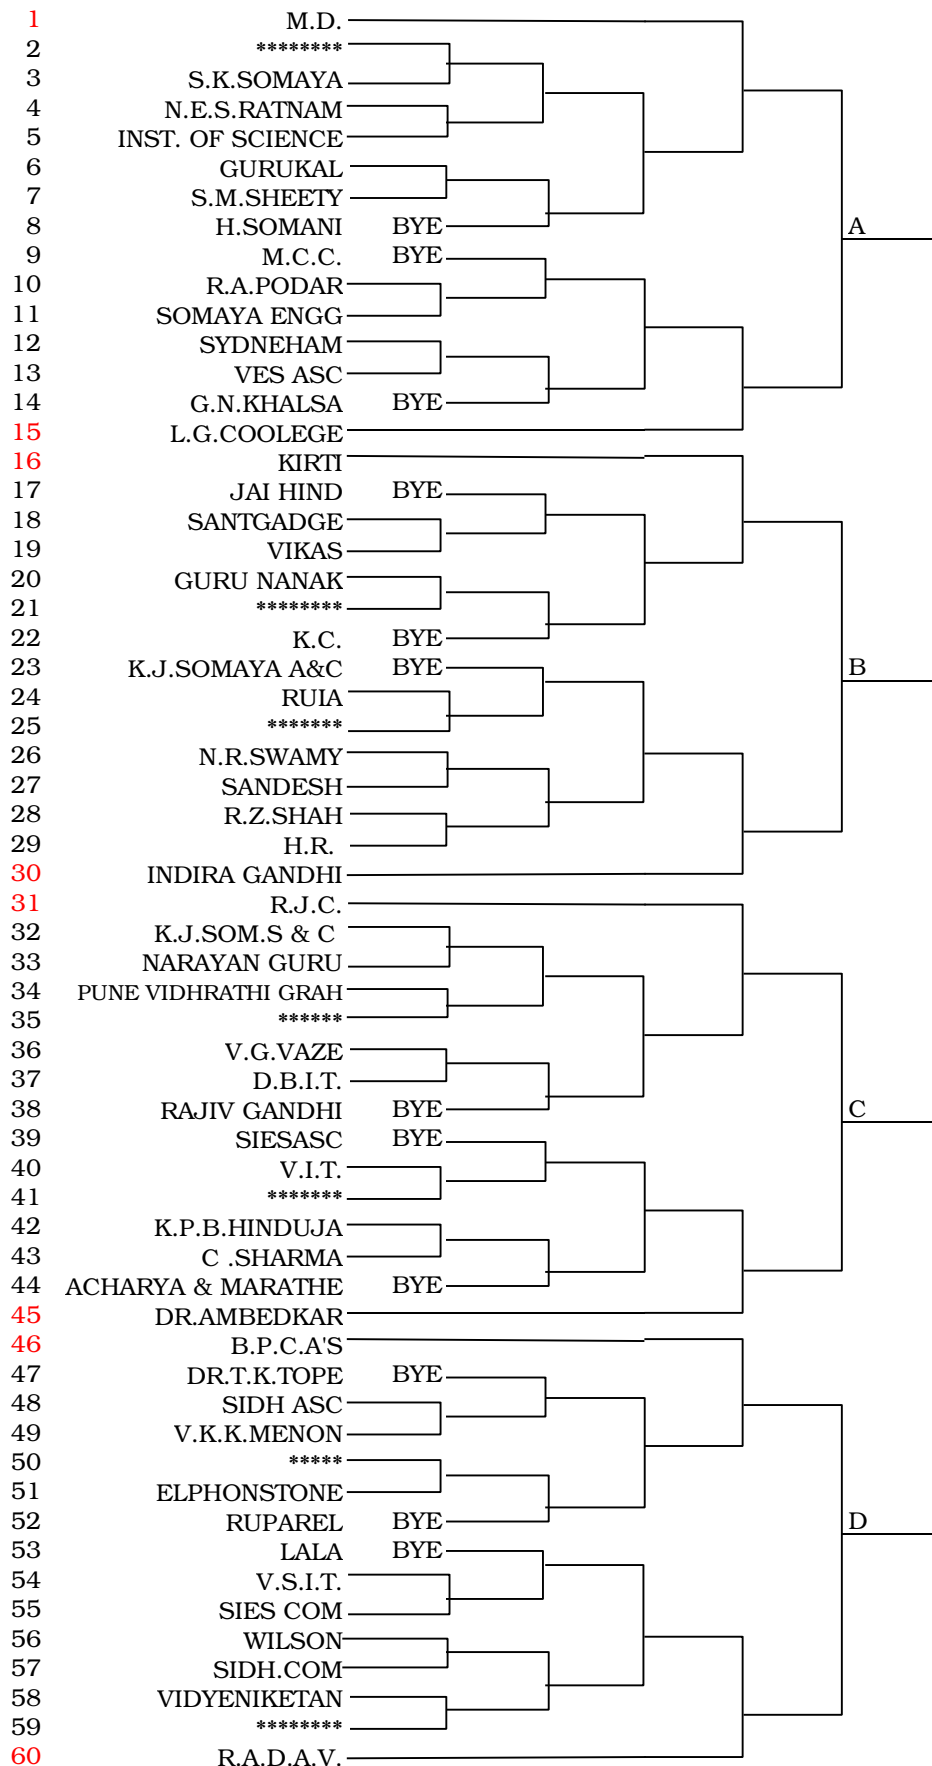 1 M.D.
2 ********
3 S.K.SOMAYA
4 N.E.S.RATNAM
5 INST. OF SCIENCE
6 GURUKAL
7 S.M.SHEETY
8 H.SOMANI BYE A
9 M.C.C. BYE
10 R.A.PODAR
11 SOMAYA ENGG
12 SYDNEHAM
13 VES ASC
14 G.N.KHALSA BYE
15 L.G.COOLEGE
16 KIRTI
17 JAI HIND BYE
18 SANTGADGE
19 VIKAS
20 GURU NANAK
21 ********
22 K.C. BYE
23 K.J.SOMAYA A&C BYE B
24 RUIA
25 *******
26 N.R.SWAMY
27 SANDESH
28 R.Z.SHAH
29 H.R.
30 INDIRA GANDHI
31 R.J.C.
32 K.J.SOM.S & C
33 NARAYAN GURU
34 PUNE VIDHRATHI GRAH
35 ******
36 V.G.VAZE
37 D.B.I.T.
38 RAJIV GANDHI BYE C
39 SIESASC BYE
40 V.I.T.
41 *******
42 K.P.B.HINDUJA
43 C .SHARMA
44 ACHARYA & MARATHE BYE
45 DR.AMBEDKAR
46 B.P.C.A'S
47 DR.T.K.TOPE BYE
48 SIDH ASC
49 V.K.K.MENON
50 *****
51 ELPHONSTONE
52 RUPAREL BYE D
53 LALA BYE
54 V.S.I.T.
55 SIES COM
56 WILSON
57 SIDH.COM
58 VIDYENIKETAN
59 ********
60 R.A.D.A.V.